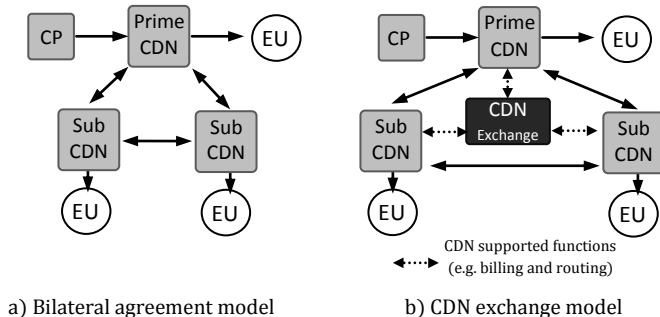 CP
Prime
CDN
EU
Sub
CDN
Sub
CDN
EU
EU
a) Bilateral agreement model
CP
Prime
CDN
EU
CDN
Exchange
Sub
CDN
Sub
CDN
EU
EU
CDN supported functions
(e.g. billing and routing)
b) CDN exchange model